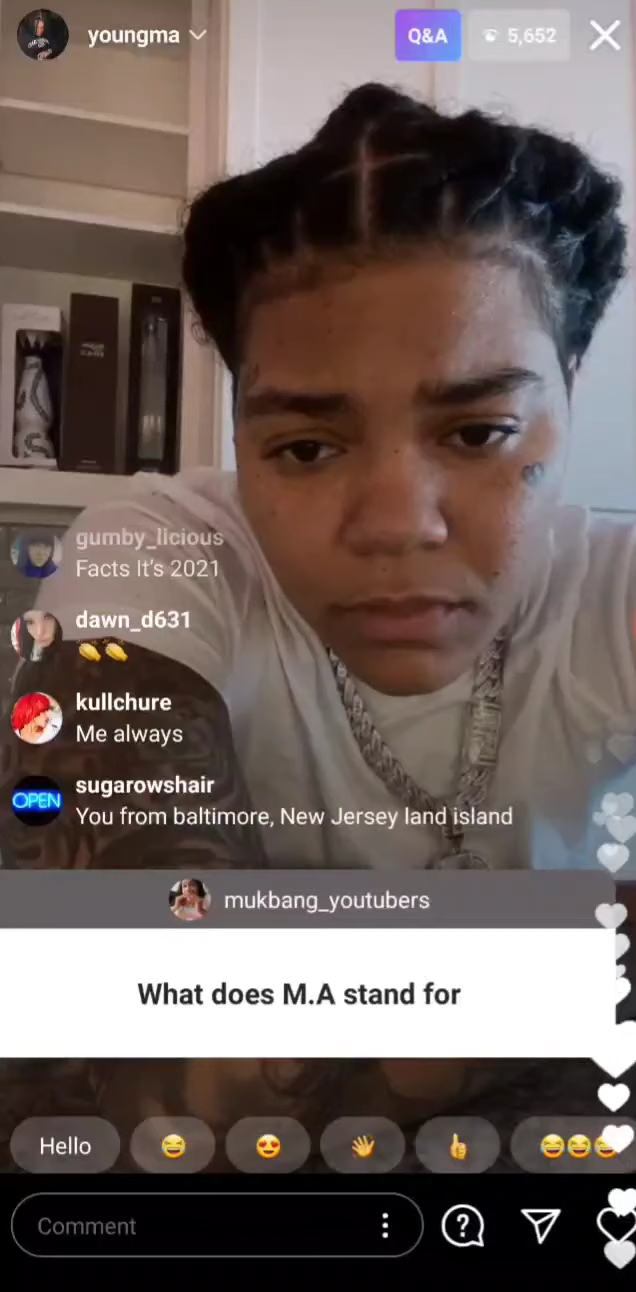 youngma
Q&A
5,652
gumby_licious
Facts It's 2021
dawn_d631
👏👏
kullchure
Me always
OPEN
sugarowshair
You from baltimore, New Jersey land island
mukbang_youtubers
What does M.A stand for
Hello
😆
😍
👋
👍
😂😂😂
Comment